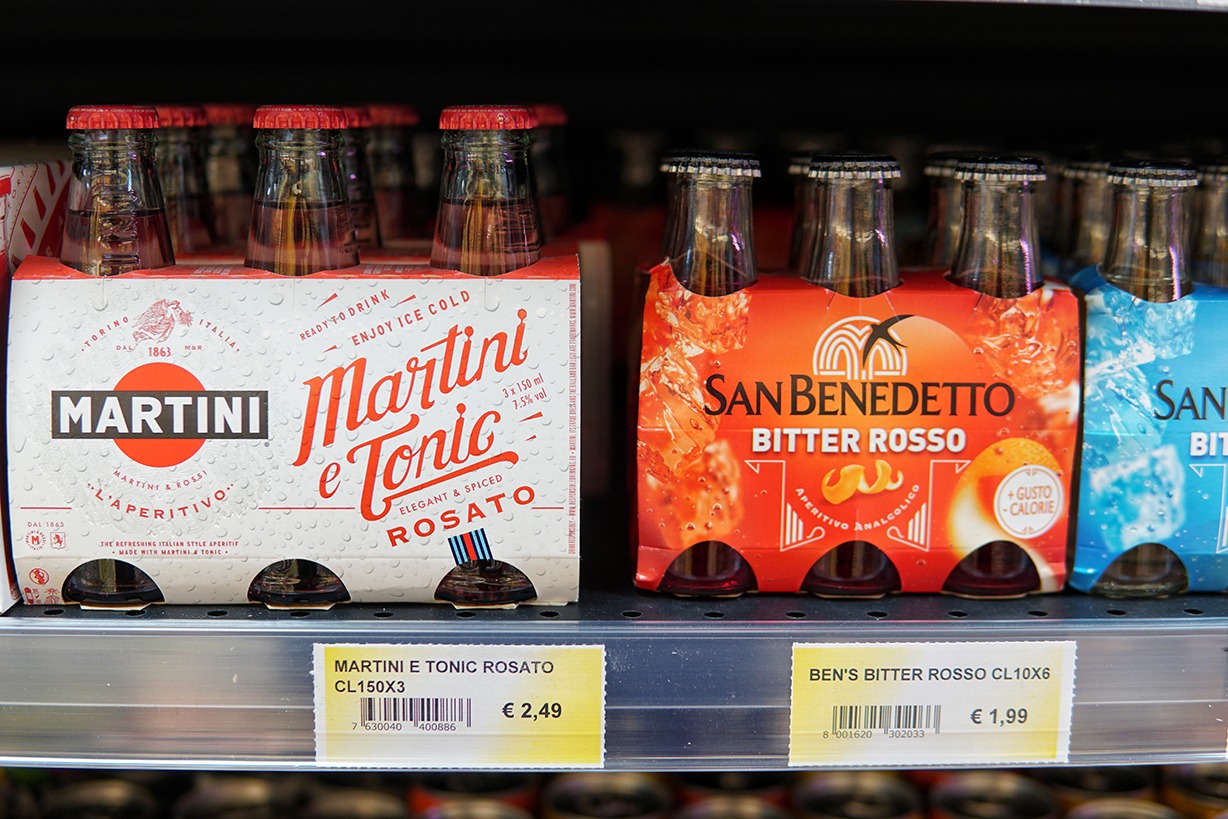 TORINO ITALIA
DAL 1863 MAR
MARTINI
MARTINI & ROSSI
"L'APERITIVO"
DAL 1863
THE REFRESHING ITALIAN STYLE APERITIF
• MADE WITH MARTINI & TONIC •
READY TO DRINK
ENJOY ICE COLD
Martini
e Tonic
3 x 150 ml
7.5% vol
ELEGANT & SPICED
ROSATO
SAN BENEDETTO
BITTER ROSSO
APERITIVO ANALCOLICO
+ GUSTO
- CALORIE
SAN
BIT
MARTINI E TONIC ROSATO
CL150X3
7 630040 400886
€ 2,49
BEN'S BITTER ROSSO CL10X6
8 001620 302033
€ 1,99